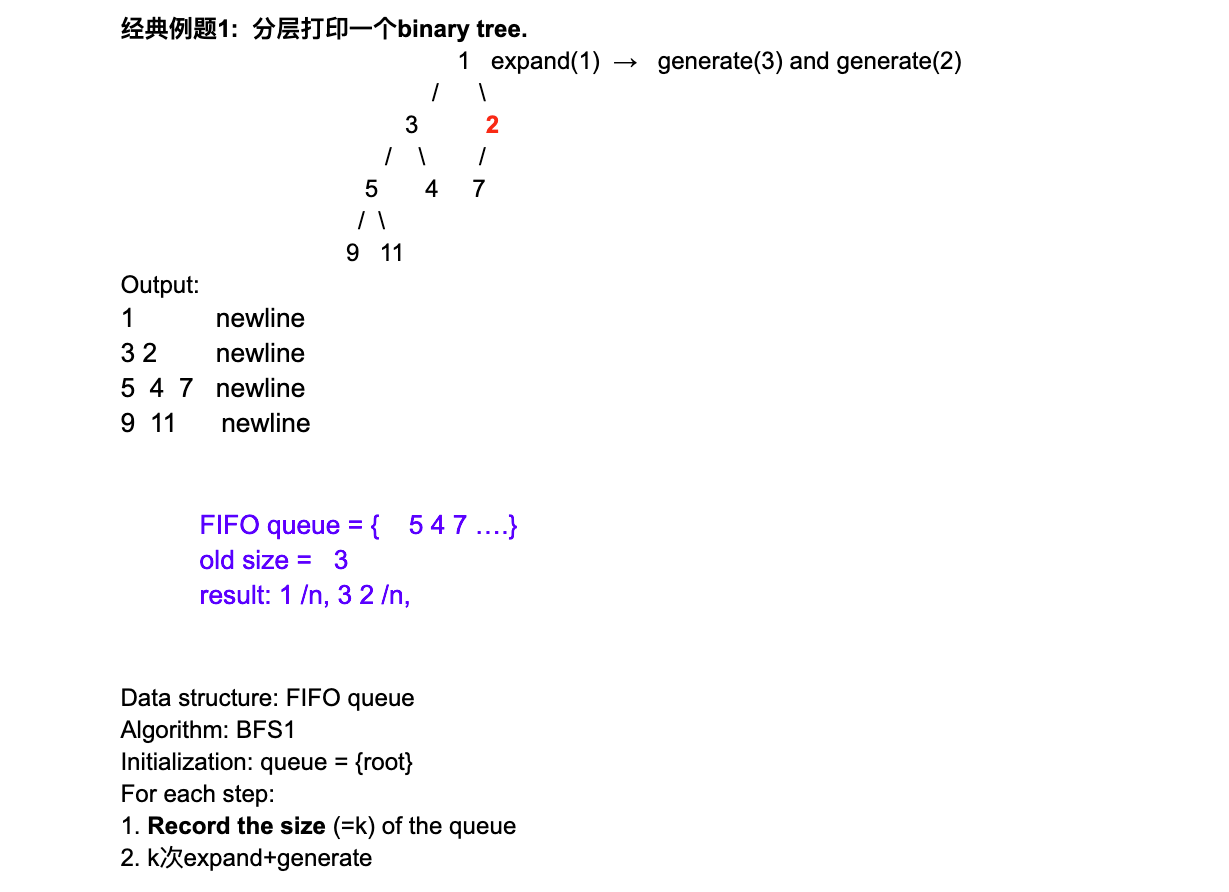 经典例题1:  分层打印一个binary tree.
1   expand(1)  →   generate(3) and generate(2)
/      \
3          2
/   \       /
5       4     7
/  \
9   11
Output:
1            newline
3 2         newline
5  4  7   newline
9  11      newline
FIFO queue = {    5 4 7 ….}
old size =   3
result: 1 /n, 3 2 /n,
Data structure: FIFO queue
Algorithm: BFS1
Initialization: queue = {root}
For each step:
1. Record the size (=k) of the queue
2. k次expand+generate